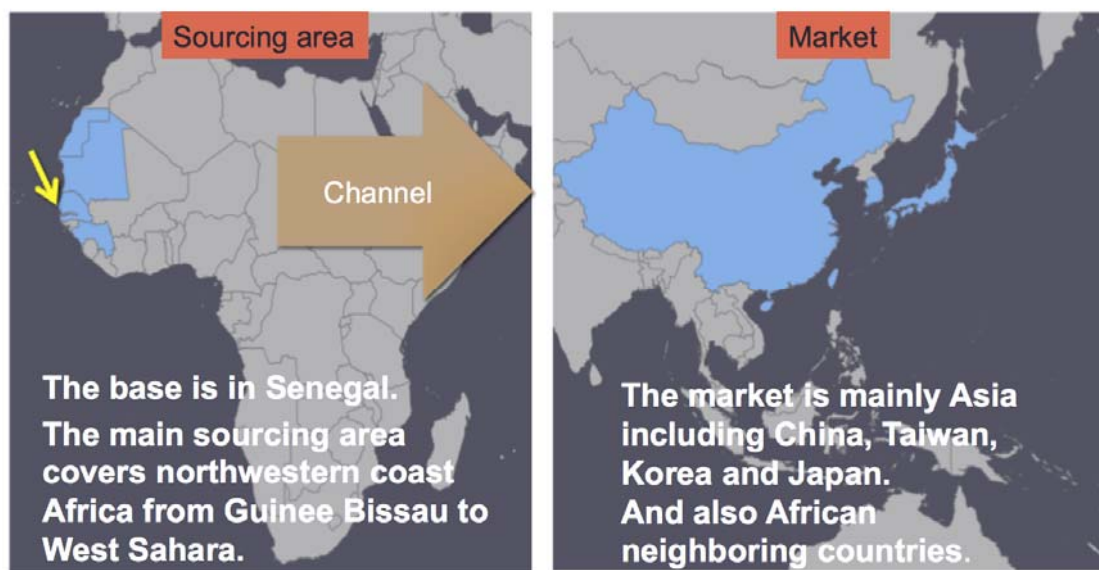 Sourcing area
Channel
The base is in Senegal.
The main sourcing area
covers northwestern coast
Africa from Guinee Bissau to
West Sahara.
Market
The market is mainly Asia
including China, Taiwan,
Korea and Japan.
And also African
neighboring countries.